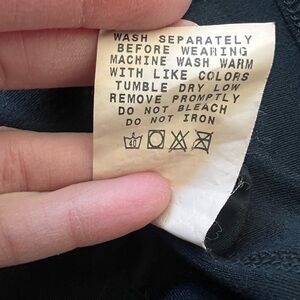 WASH SEPARATELY
BEFORE WEARING
MACHINE WASH WARM
WITH LIKE COLORS
TUMBLE DRY LOW
REMOVE PROMPTLY
DO NOT BLEACH
DO NOT IRON
40